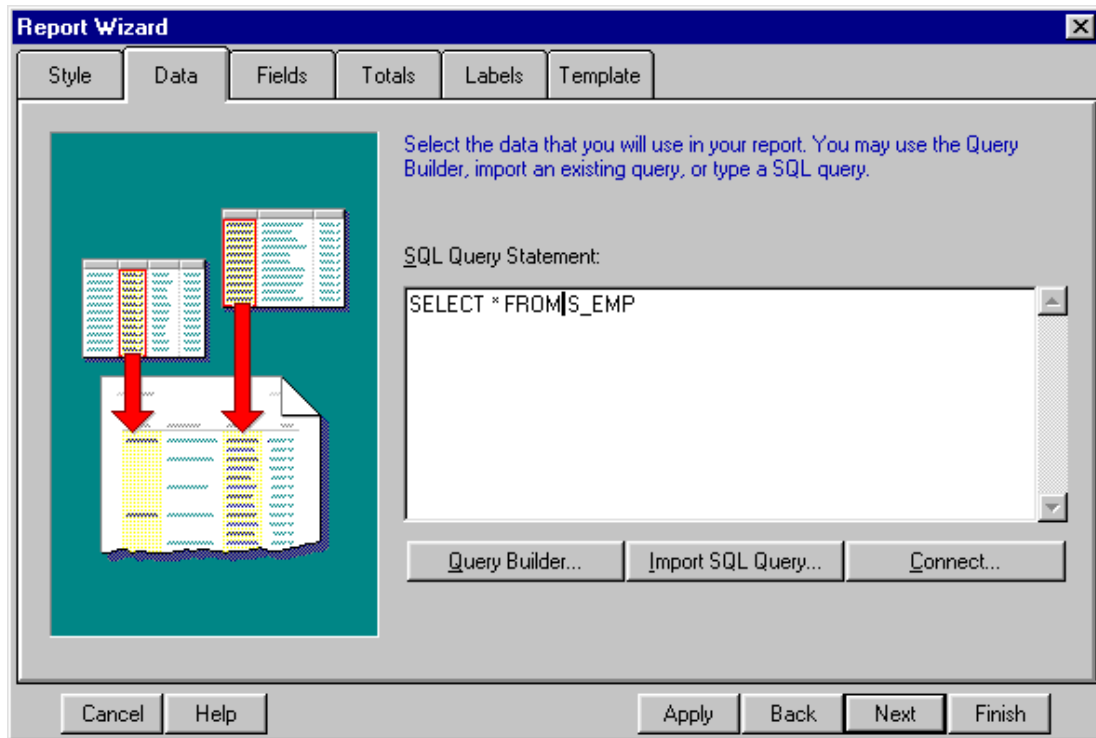 Report Wizard
Style Data Fields Totals Labels Template
Select the data that you will use in your report. You may use the Query
Builder, import an existing query, or type a SQL query.
SQL Query Statement:
SELECT * FROM S_EMP
Query Builder... Import SQL Query... Connect...
Cancel Help Apply Back Next Finish